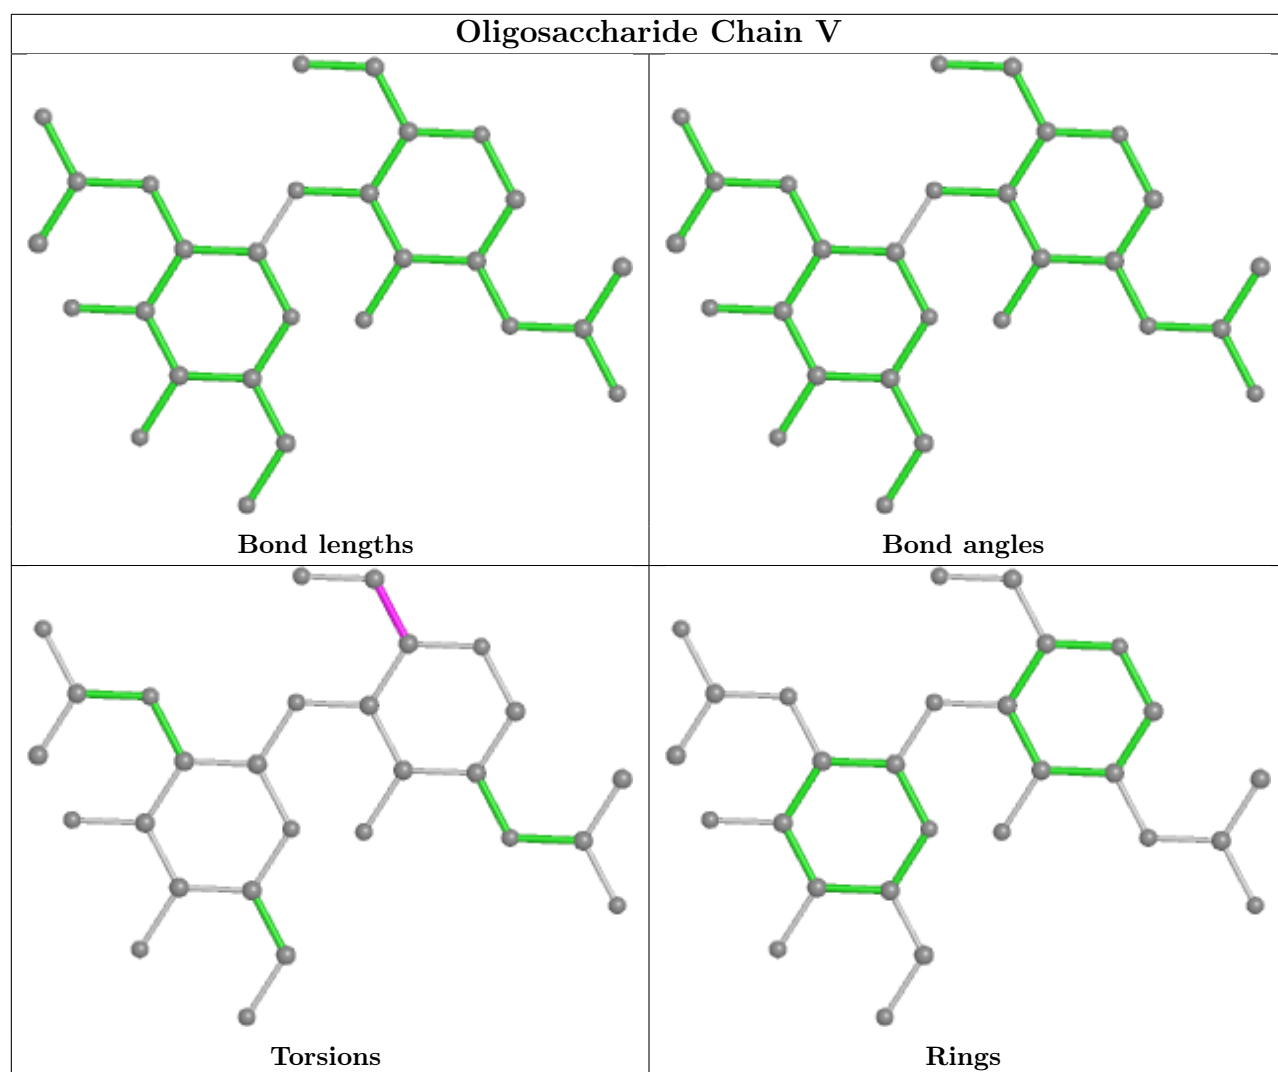 Oligosaccharide Chain V
Bond lengths
Bond angles
Torsions
Rings